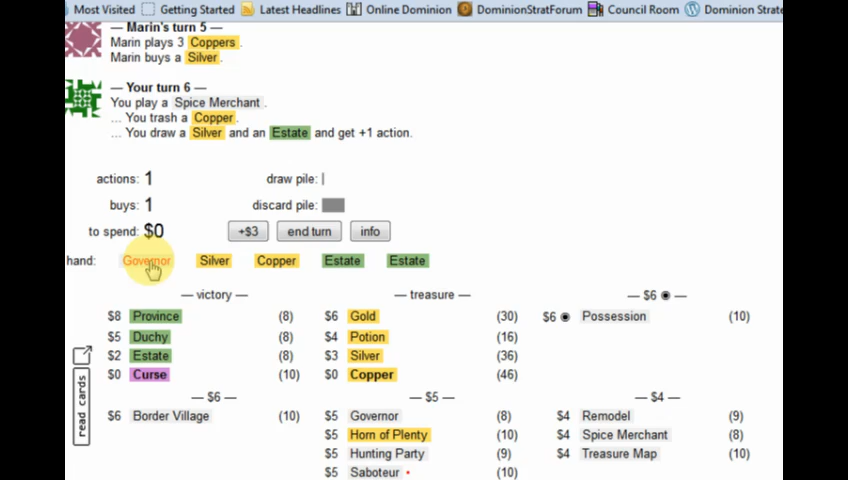 Most Visited Getting Started Latest Headlines Online Dominion DominionStratForum Council Room Dominion Strate
— Marin's turn 5 —
Marin plays 3 Coppers.
Marin buys a Silver.
— Your turn 6 —
You play a Spice Merchant.
... You trash a Copper.
... You draw a Silver and an Estate and get +1 action.
actions: 1 draw pile:
buys: 1 discard pile:
to spend: $0 +$3 end turn info
hand: Governor Silver Copper Estate Estate
— victory — — treasure — — $6 —
$8 Province (8) $6 Gold (30) $6 Possession (10)
$5 Duchy (8) $4 Potion (16)
$2 Estate (8) $3 Silver (36)
$0 Curse (10) $0 Copper (46)
read cards
— $6 — — $5 — — $4 —
$6 Border Village (10) $5 Governor (8) $4 Remodel (9)
$5 Horn of Plenty (10) $4 Spice Merchant (8)
$5 Hunting Party (9) $4 Treasure Map (10)
$5 Saboteur (10)